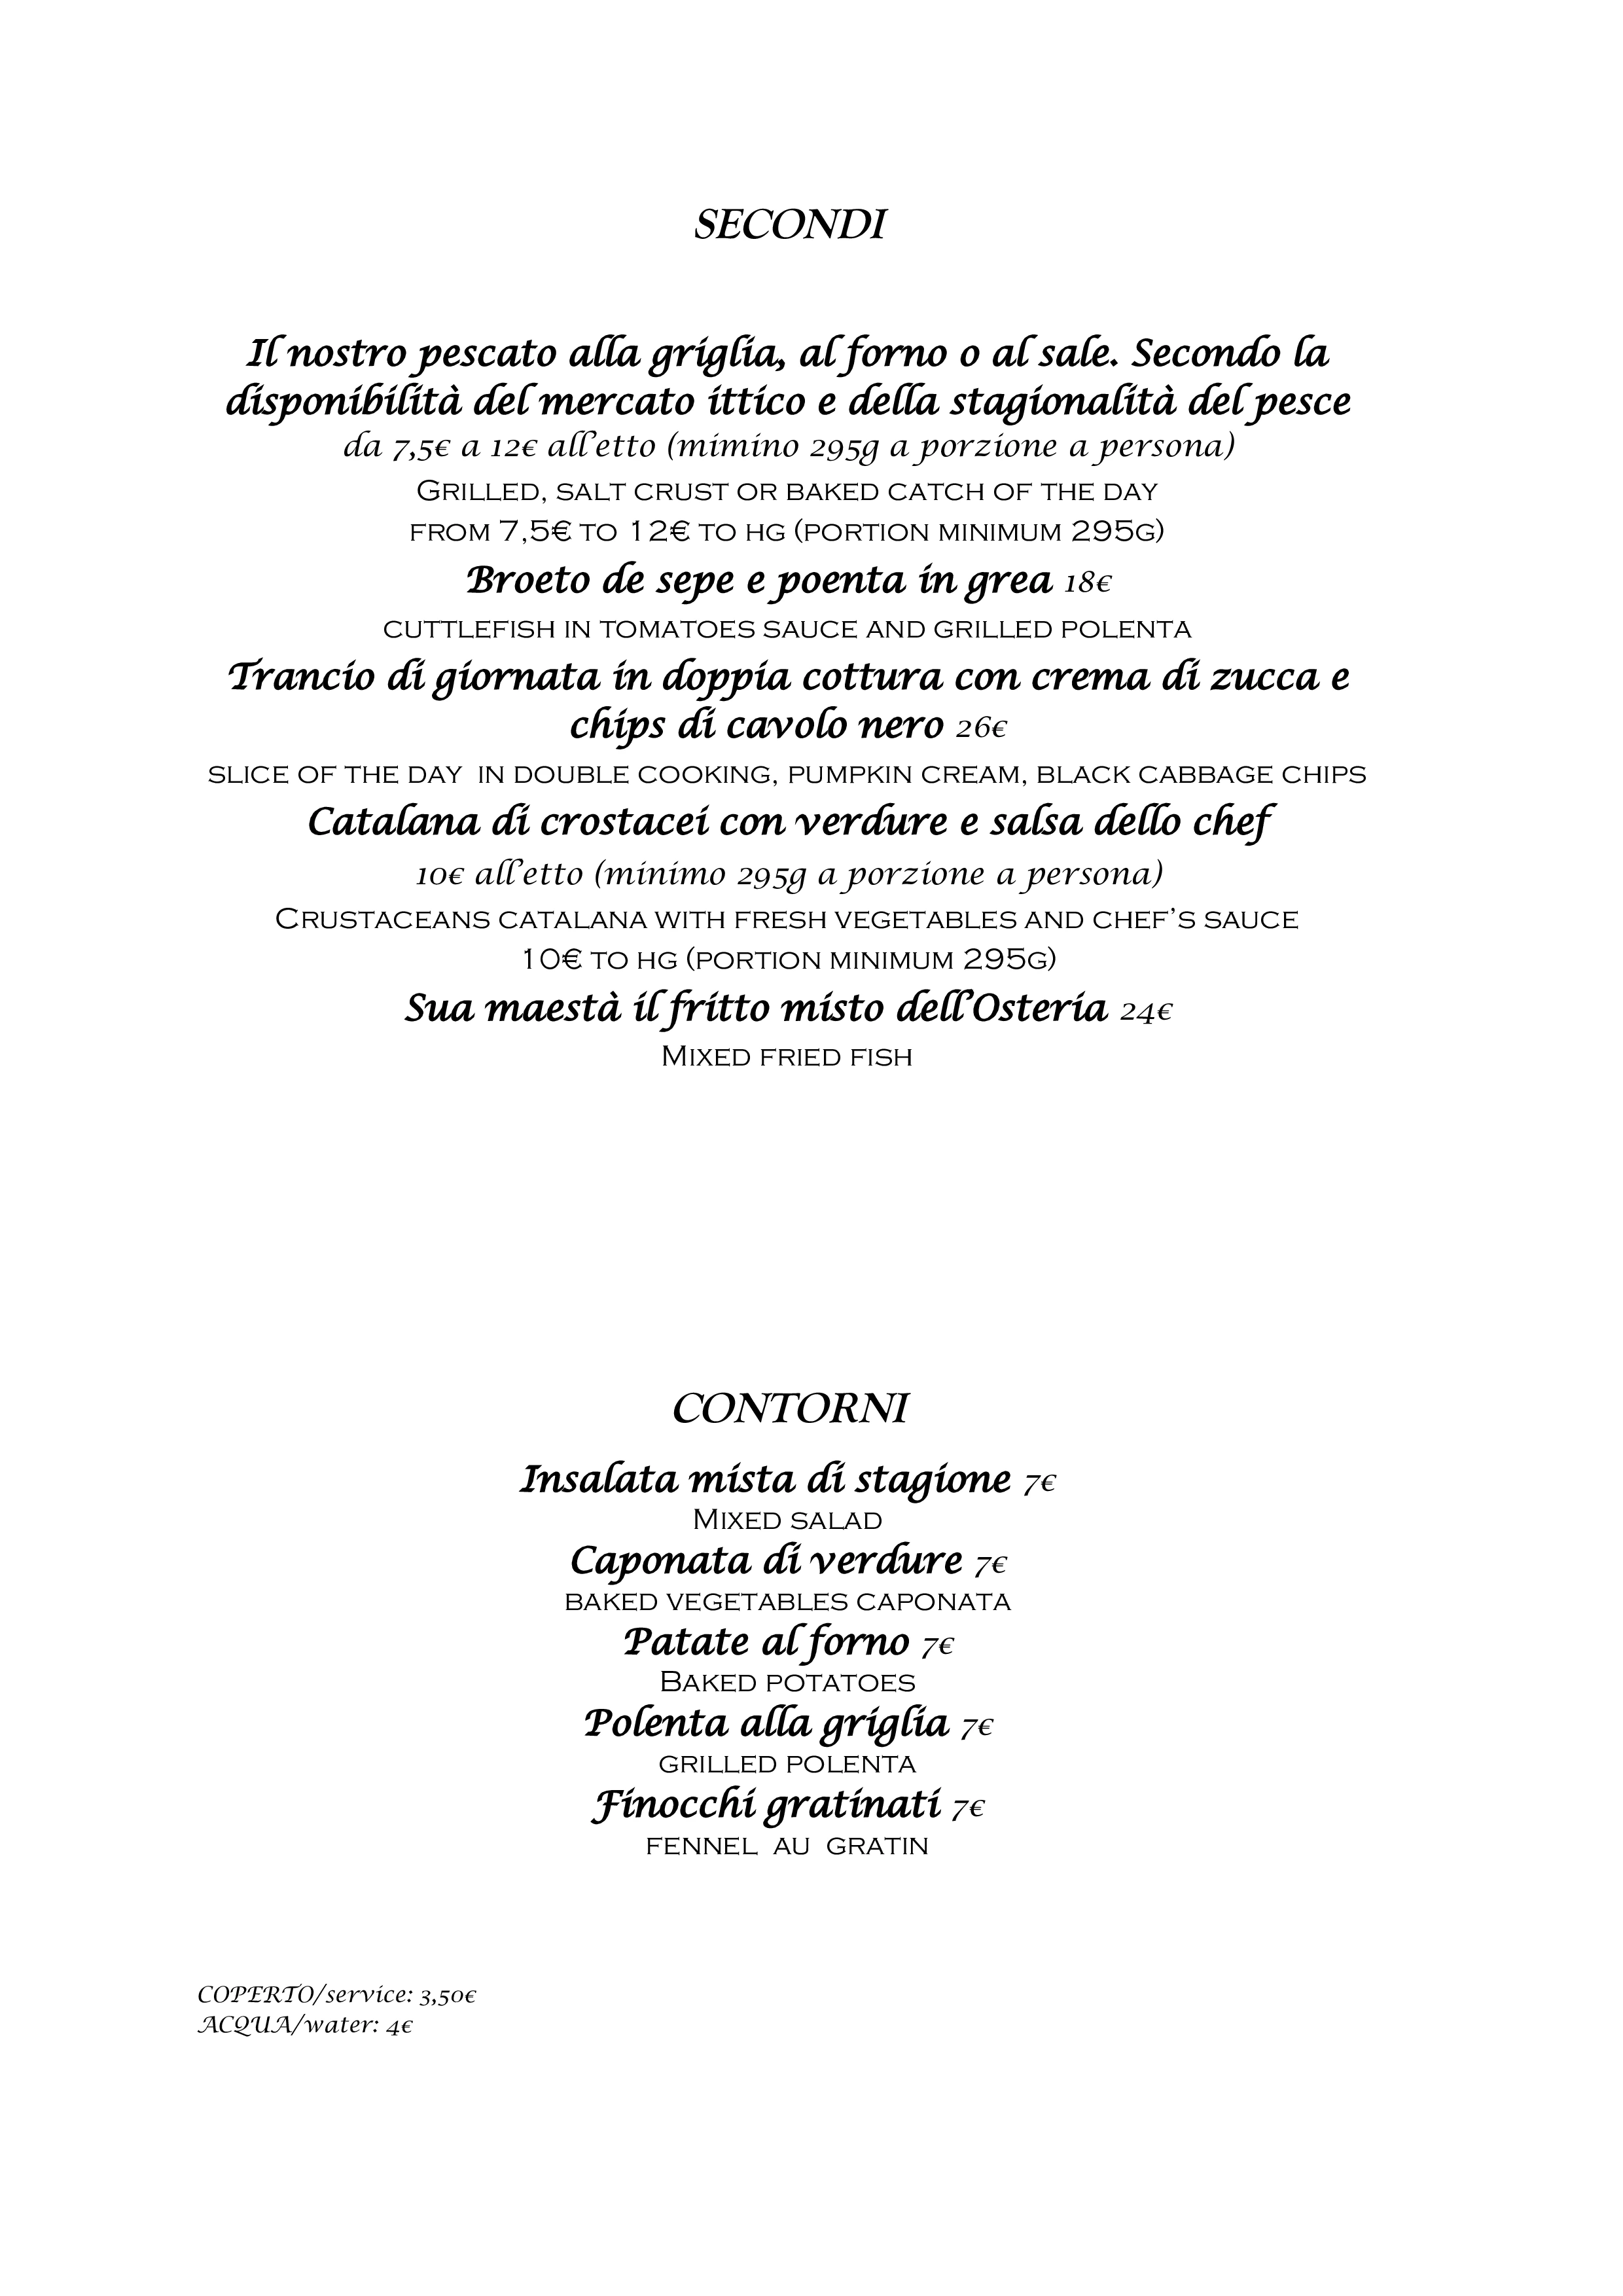 SECONDI
Il nostro pescato alla griglia, al forno o al sale. Secondo la
disponibilità del mercato ittico e della stagionalità del pesce
da 7,5€ a 12€ all'etto (mimino 295g a porzione a persona)
GRILLED, SALT CRUST OR BAKED CATCH OF THE DAY
FROM 7,5€ TO 12€ TO HG (PORTION MINIMUM 295G)
Broeto de sepe e poenta in grea 18€
CUTTLEFISH IN TOMATOES SAUCE AND GRILLED POLENTA
Trancio di giornata in doppia cottura con crema di zucca e
chips di cavolo nero 26€
SLICE OF THE DAY IN DOUBLE COOKING, PUMPKIN CREAM, BLACK CABBAGE CHIPS
Catalana di crostacei con verdure e salsa dello chef
10€ all'etto (minimo 295g a porzione a persona)
CRUSTACEANS CATALANA WITH FRESH VEGETABLES AND CHEF'S SAUCE
10€ TO HG (PORTION MINIMUM 295G)
Sua maestà il fritto misto dell'Osteria 24€
MIXED FRIED FISH
CONTORNI
Insalata mista di stagione 7€
MIXED SALAD
Caponata di verdure 7€
BAKED VEGETABLES CAPONATA
Patate al forno 7€
BAKED POTATOES
Polenta alla griglia 7€
GRILLED POLENTA
Finocchi gratinati 7€
FENNEL AU GRATIN
COPERTO/service: 3,50€
ACQUA/water: 4€